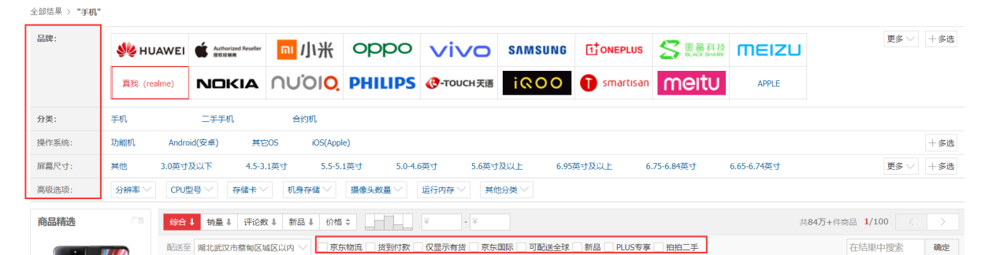 全部结果 > "手机"
品牌：
HUAWEI Authorized Reseller 授权经销商 mi 小米 oppo vivo SAMSUNG 1+ ONEPLUS 黑鲨科技 BLACK SHARK MEIZU 更多 +多选
真我（realme） NOKIA nubia PHILIPS e-TOUCH天语 iQOO T smartisan meitu APPLE
分类： 手机 二手手机 合约机
操作系统： 功能机 Android(安卓) 其它OS iOS(Apple) +多选
屏幕尺寸： 其他 3.0英寸及以下 4.5-3.1英寸 5.5-5.1英寸 5.0-4.6英寸 5.6英寸及以上 6.95英寸及以上 6.75-6.84英寸 6.65-6.74英寸 更多 +多选
高级选项： 分辨率 CPU型号 存储卡 机身存储 摄像头数量 运行内存 其他分类
商品精选 广告 综合⬇ 销量⬇ 评论数⬇ 新品⬇ 价格 ¥ - ¥ 共84万+件商品 1/100 < >
配送至 湖北武汉市蔡甸区城区以内 京东物流 货到付款 仅显示有货 京东国际 可配送全球 新品 PLUS专享 拍拍二手 在结果中搜索 确定